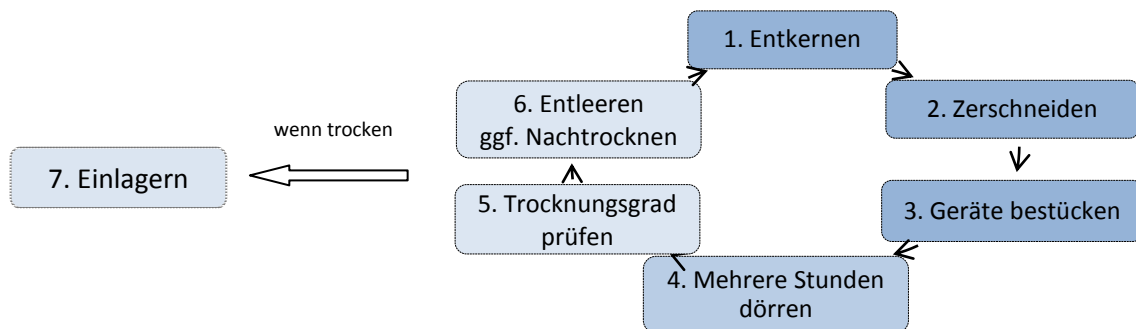 1. Entkernen
2. Zerschneiden
3. Geräte bestücken
4. Mehrere Stunden
dörren
5. Trocknungsgrad
prüfen
6. Entleeren
ggf. Nachtrocknen
wenn trocken
7. Einlagern